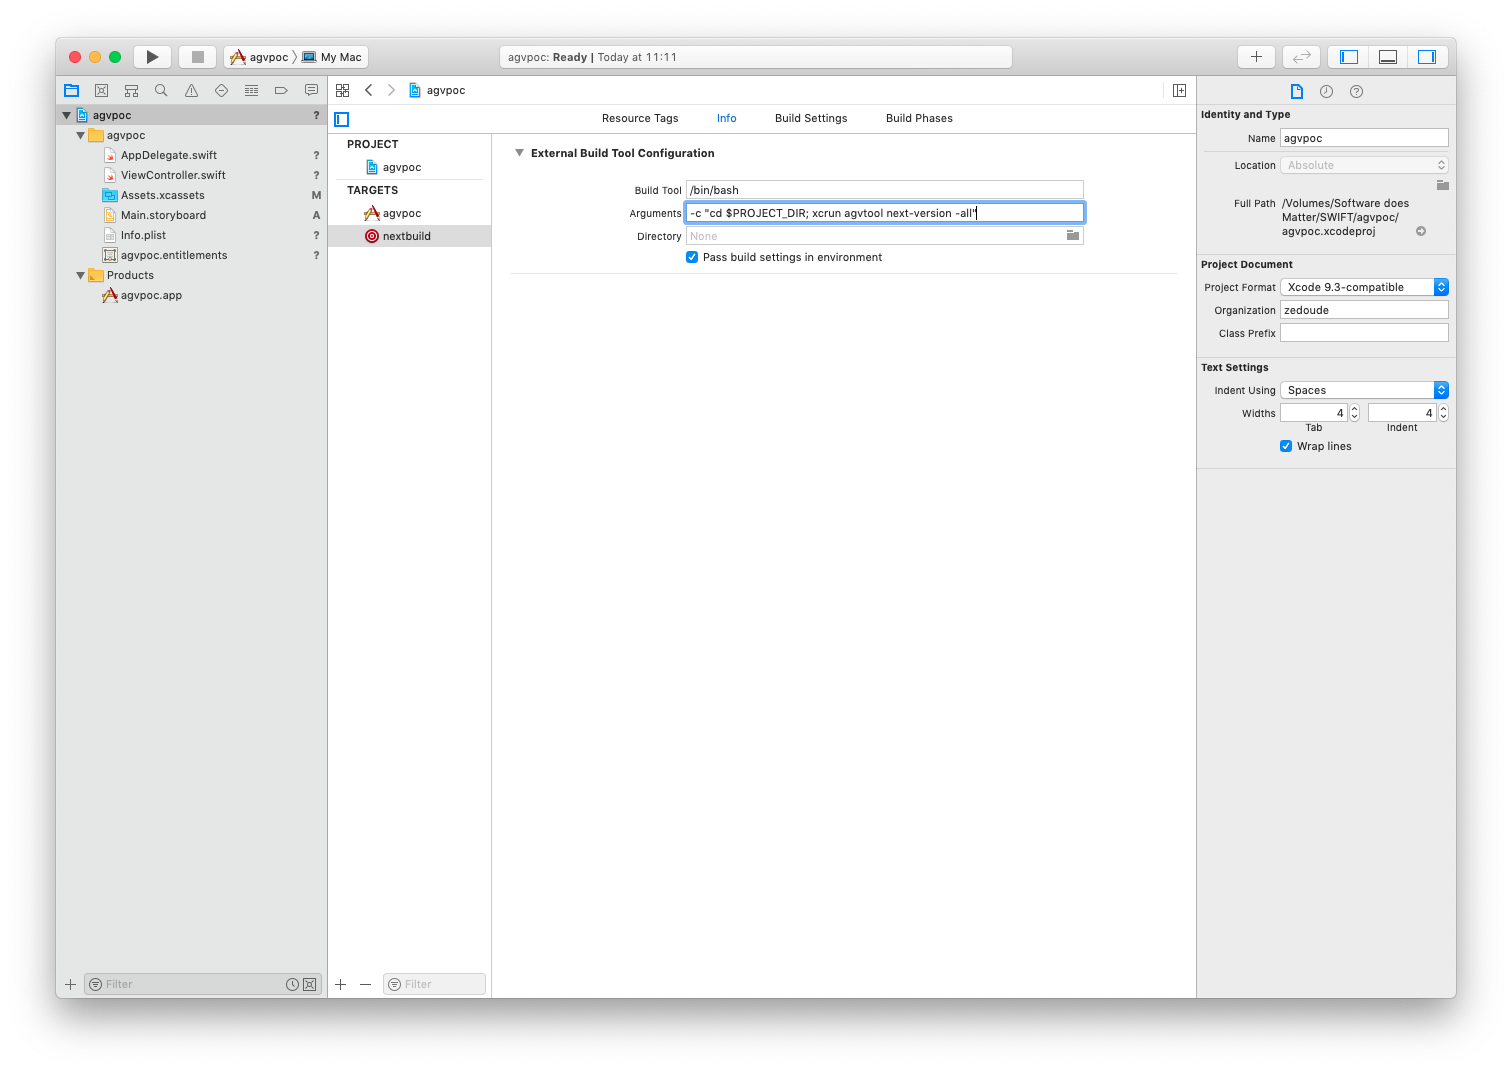 agvpoc
My Mac
agvpoc: Ready | Today at 11:11
agvpoc ?
agvpoc
AppDelegate.swift ?
ViewController.swift ?
Assets.xcassets M
Main.storyboard A
Info.plist ?
agvpoc.entitlements ?
Products
agvpoc.app
Filter
agvpoc
Resource Tags Info Build Settings Build Phases
PROJECT
agvpoc
TARGETS
agvpoc
nextbuild
Filter
External Build Tool Configuration
Build Tool /bin/bash
Arguments -c "cd $PROJECT_DIR; xcrun agvtool next-version -all"
Directory None
Pass build settings in environment
Identity and Type
Name agvpoc
Location Absolute
Full Path /Volumes/Software does
Matter/SWIFT/agvpoc/
agvpoc.xcodeproj
Project Document
Project Format Xcode 9.3-compatible
Organization zedoude
Class Prefix
Text Settings
Indent Using Spaces
Widths 4 4
Tab Indent
Wrap lines